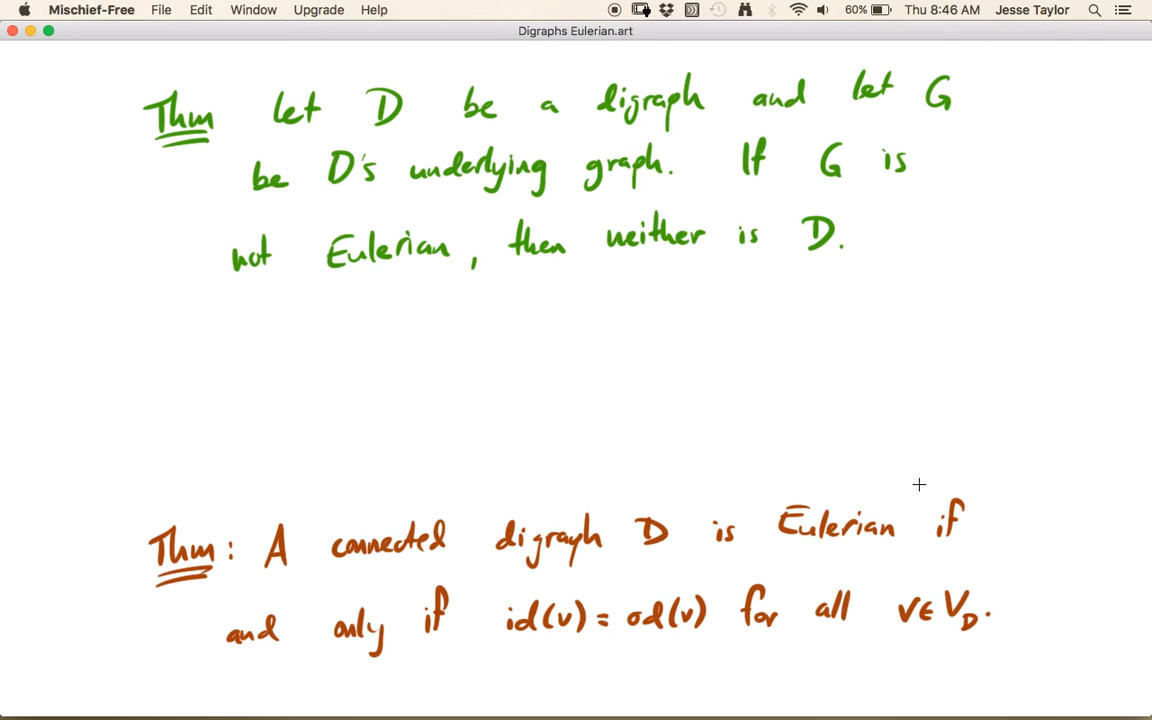 Mischief-Free File Edit Window Upgrade Help 60% Thu 8:46 AM Jesse Taylor
Digraphs Eulerian.art
Thm let D be a digraph and let G
be D's underlying graph. If G is
not Eulerian, then neither is D.
Thm: A connected digraph D is Eulerian if
and only if id(v) = od(v) for all v∈V_D.